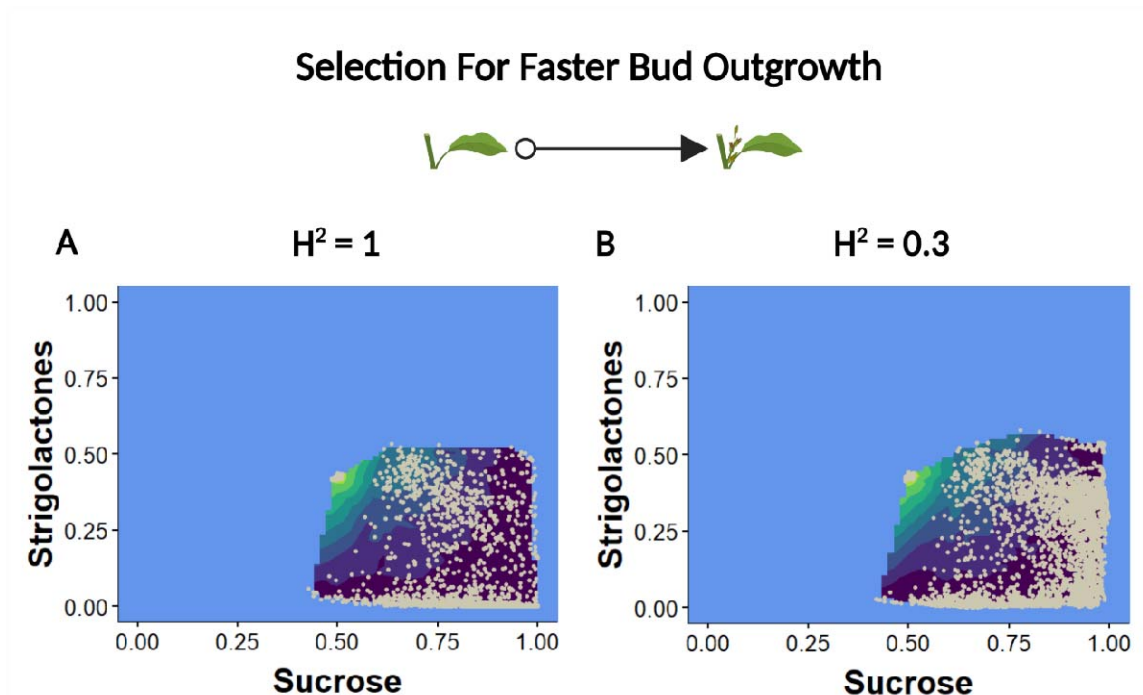 Selection For Faster Bud Outgrowth
A
H² = 1
B
H² = 0.3
Strigolactones
1.00
0.75
0.50
0.25
0.00
0.00 0.25 0.50 0.75 1.00
Sucrose
Strigolactones
1.00
0.75
0.50
0.25
0.00
0.00 0.25 0.50 0.75 1.00
Sucrose